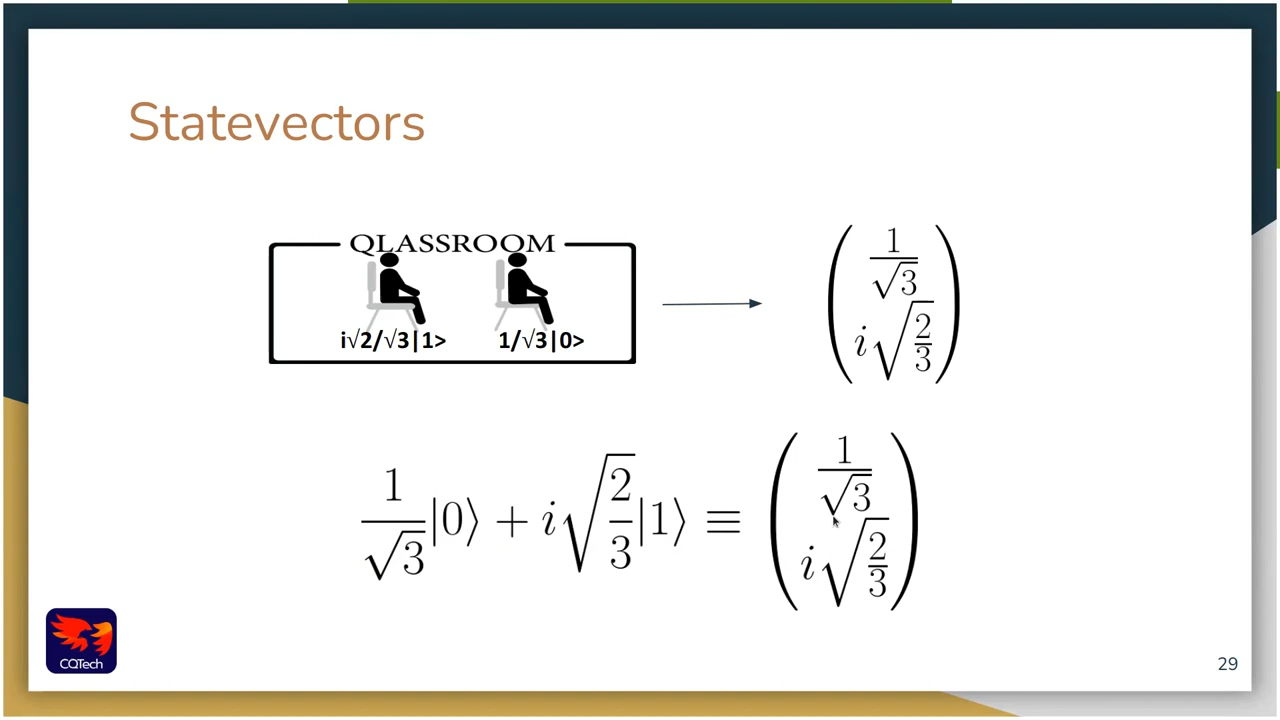 Statevectors
QLASSROOM
i√2/√3|1> 1/√3|0>
(1/√3
i√(2/3))
1/√3|0⟩ + i√(2/3)|1⟩ ≡ (1/√3
i√(2/3))
CQTech
29